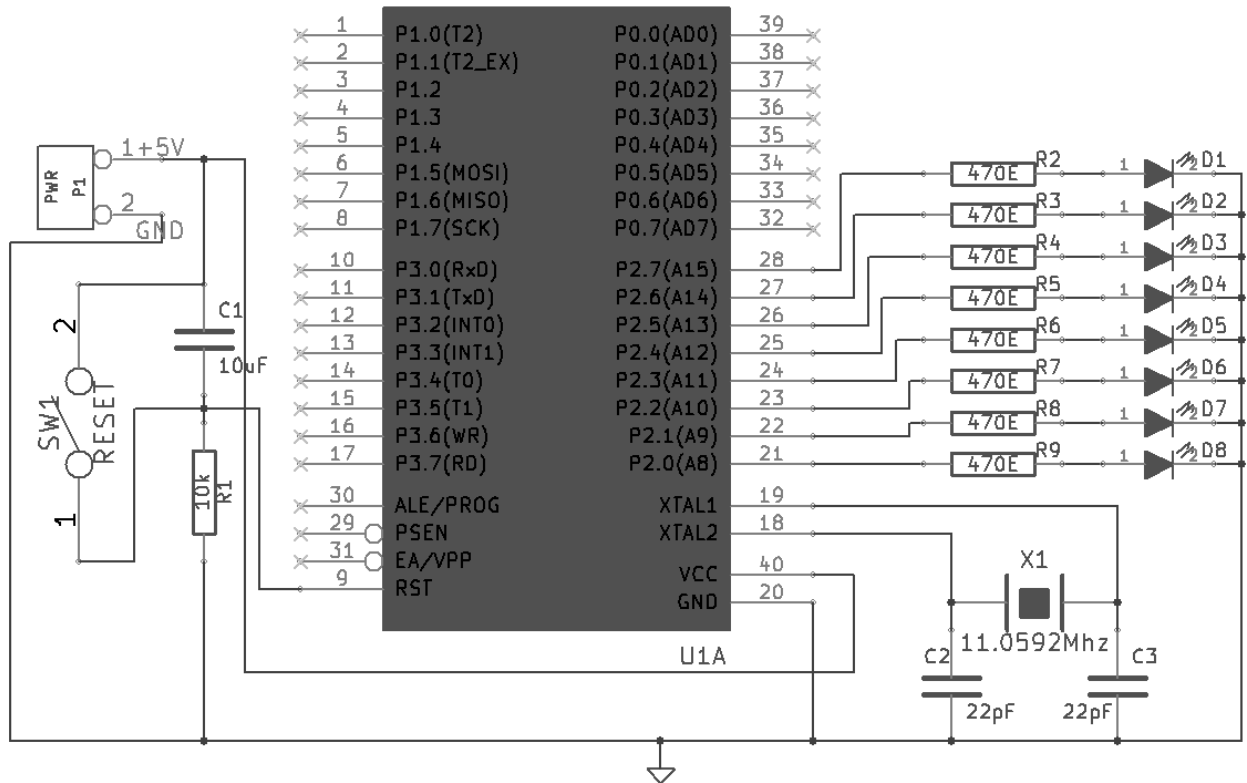 1 P1.0(T2) P0.0(AD0) 39
2 P1.1(T2_EX) P0.1(AD1) 38
3 P1.2 P0.2(AD2) 37
4 P1.3 P0.3(AD3) 36
5 P1.4 P0.4(AD4) 35
6 P1.5(MOSI) P0.5(AD5) 34
7 P1.6(MISO) P0.6(AD6) 33
8 P1.7(SCK) P0.7(AD7) 32
10 P3.0(RxD) P2.7(A15) 28
11 P3.1(TxD) P2.6(A14) 27
12 P3.2(INT0) P2.5(A13) 26
13 P3.3(INT1) P2.4(A12) 25
14 P3.4(T0) P2.3(A11) 24
15 P3.5(T1) P2.2(A10) 23
16 P3.6(WR) P2.1(A9) 22
17 P3.7(RD) P2.0(A8) 21
30 ALE/PROG XTAL1 19
29 PSEN XTAL2 18
31 EA/VPP VCC 40
9 RST GND 20
U1A
PWR
P1
1 +5V
2
GND
C1
10uF
2
SW1
RESET
1
10k
R1
470E R2 1 2 D1
470E R3 1 2 D2
470E R4 1 2 D3
470E R5 1 2 D4
470E R6 1 2 D5
470E R7 1 2 D6
470E R8 1 2 D7
470E R9 1 2 D8
X1
11.0592Mhz
C2 C3
22pF 22pF